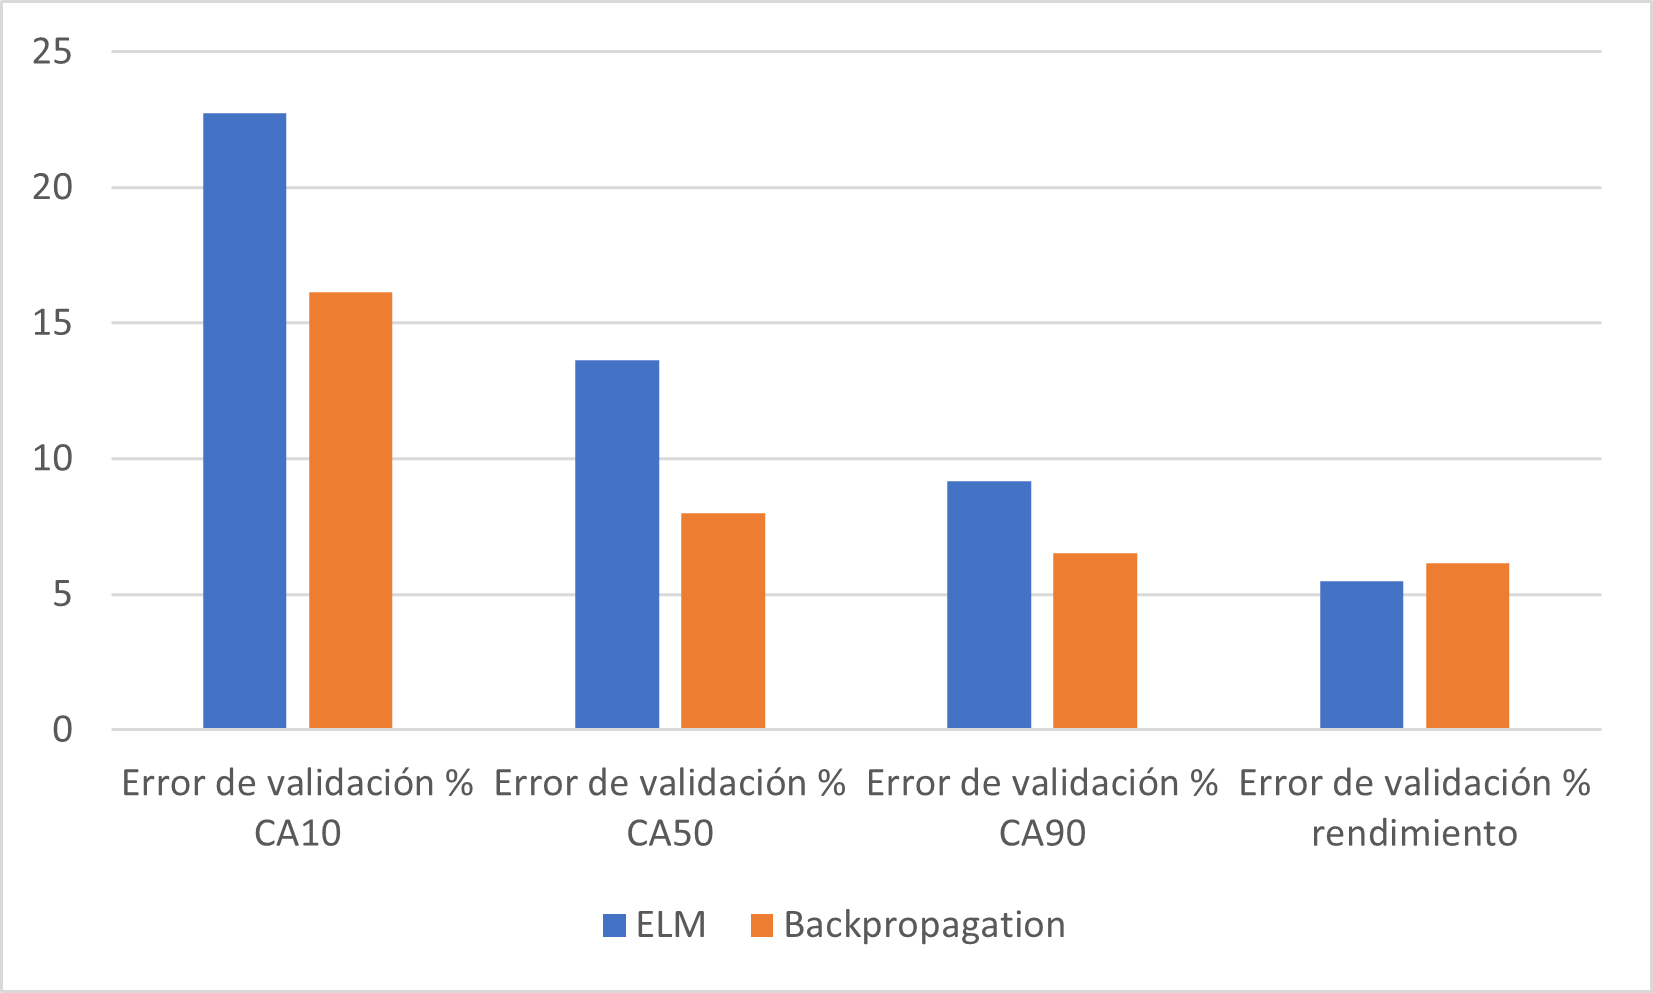 25
20
15
10
5
0
Error de validación %
CA10
Error de validación %
CA50
Error de validación %
CA90
Error de validación %
rendimiento
ELM
Backpropagation